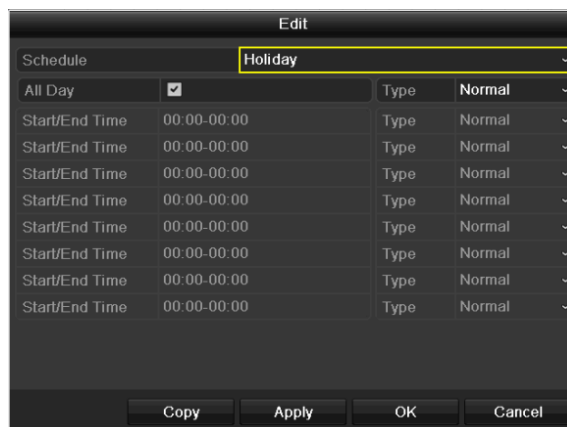 Edit
Schedule Holiday
All Day Type Normal
Start/End Time 00:00-00:00 Type Normal
Start/End Time 00:00-00:00 Type Normal
Start/End Time 00:00-00:00 Type Normal
Start/End Time 00:00-00:00 Type Normal
Start/End Time 00:00-00:00 Type Normal
Start/End Time 00:00-00:00 Type Normal
Start/End Time 00:00-00:00 Type Normal
Start/End Time 00:00-00:00 Type Normal
Copy Apply OK Cancel